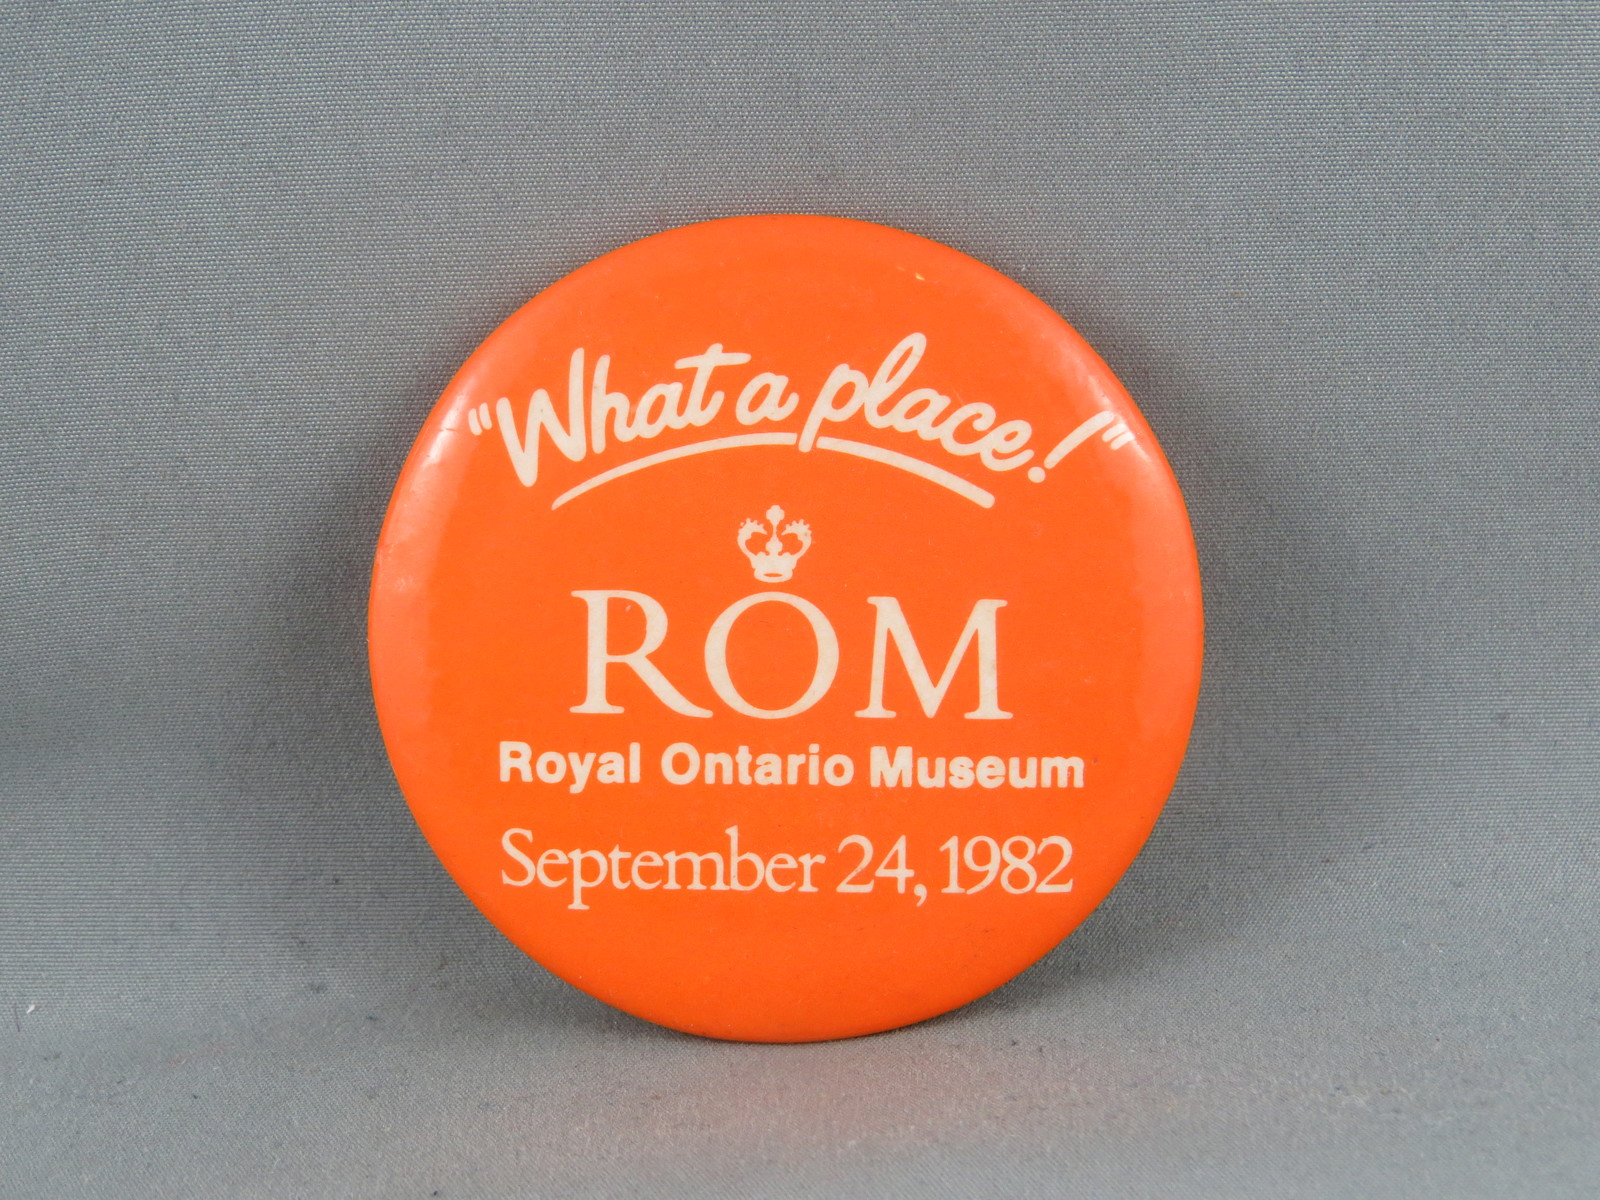 "What a place!"
ROM
Royal Ontario Museum
September 24, 1982